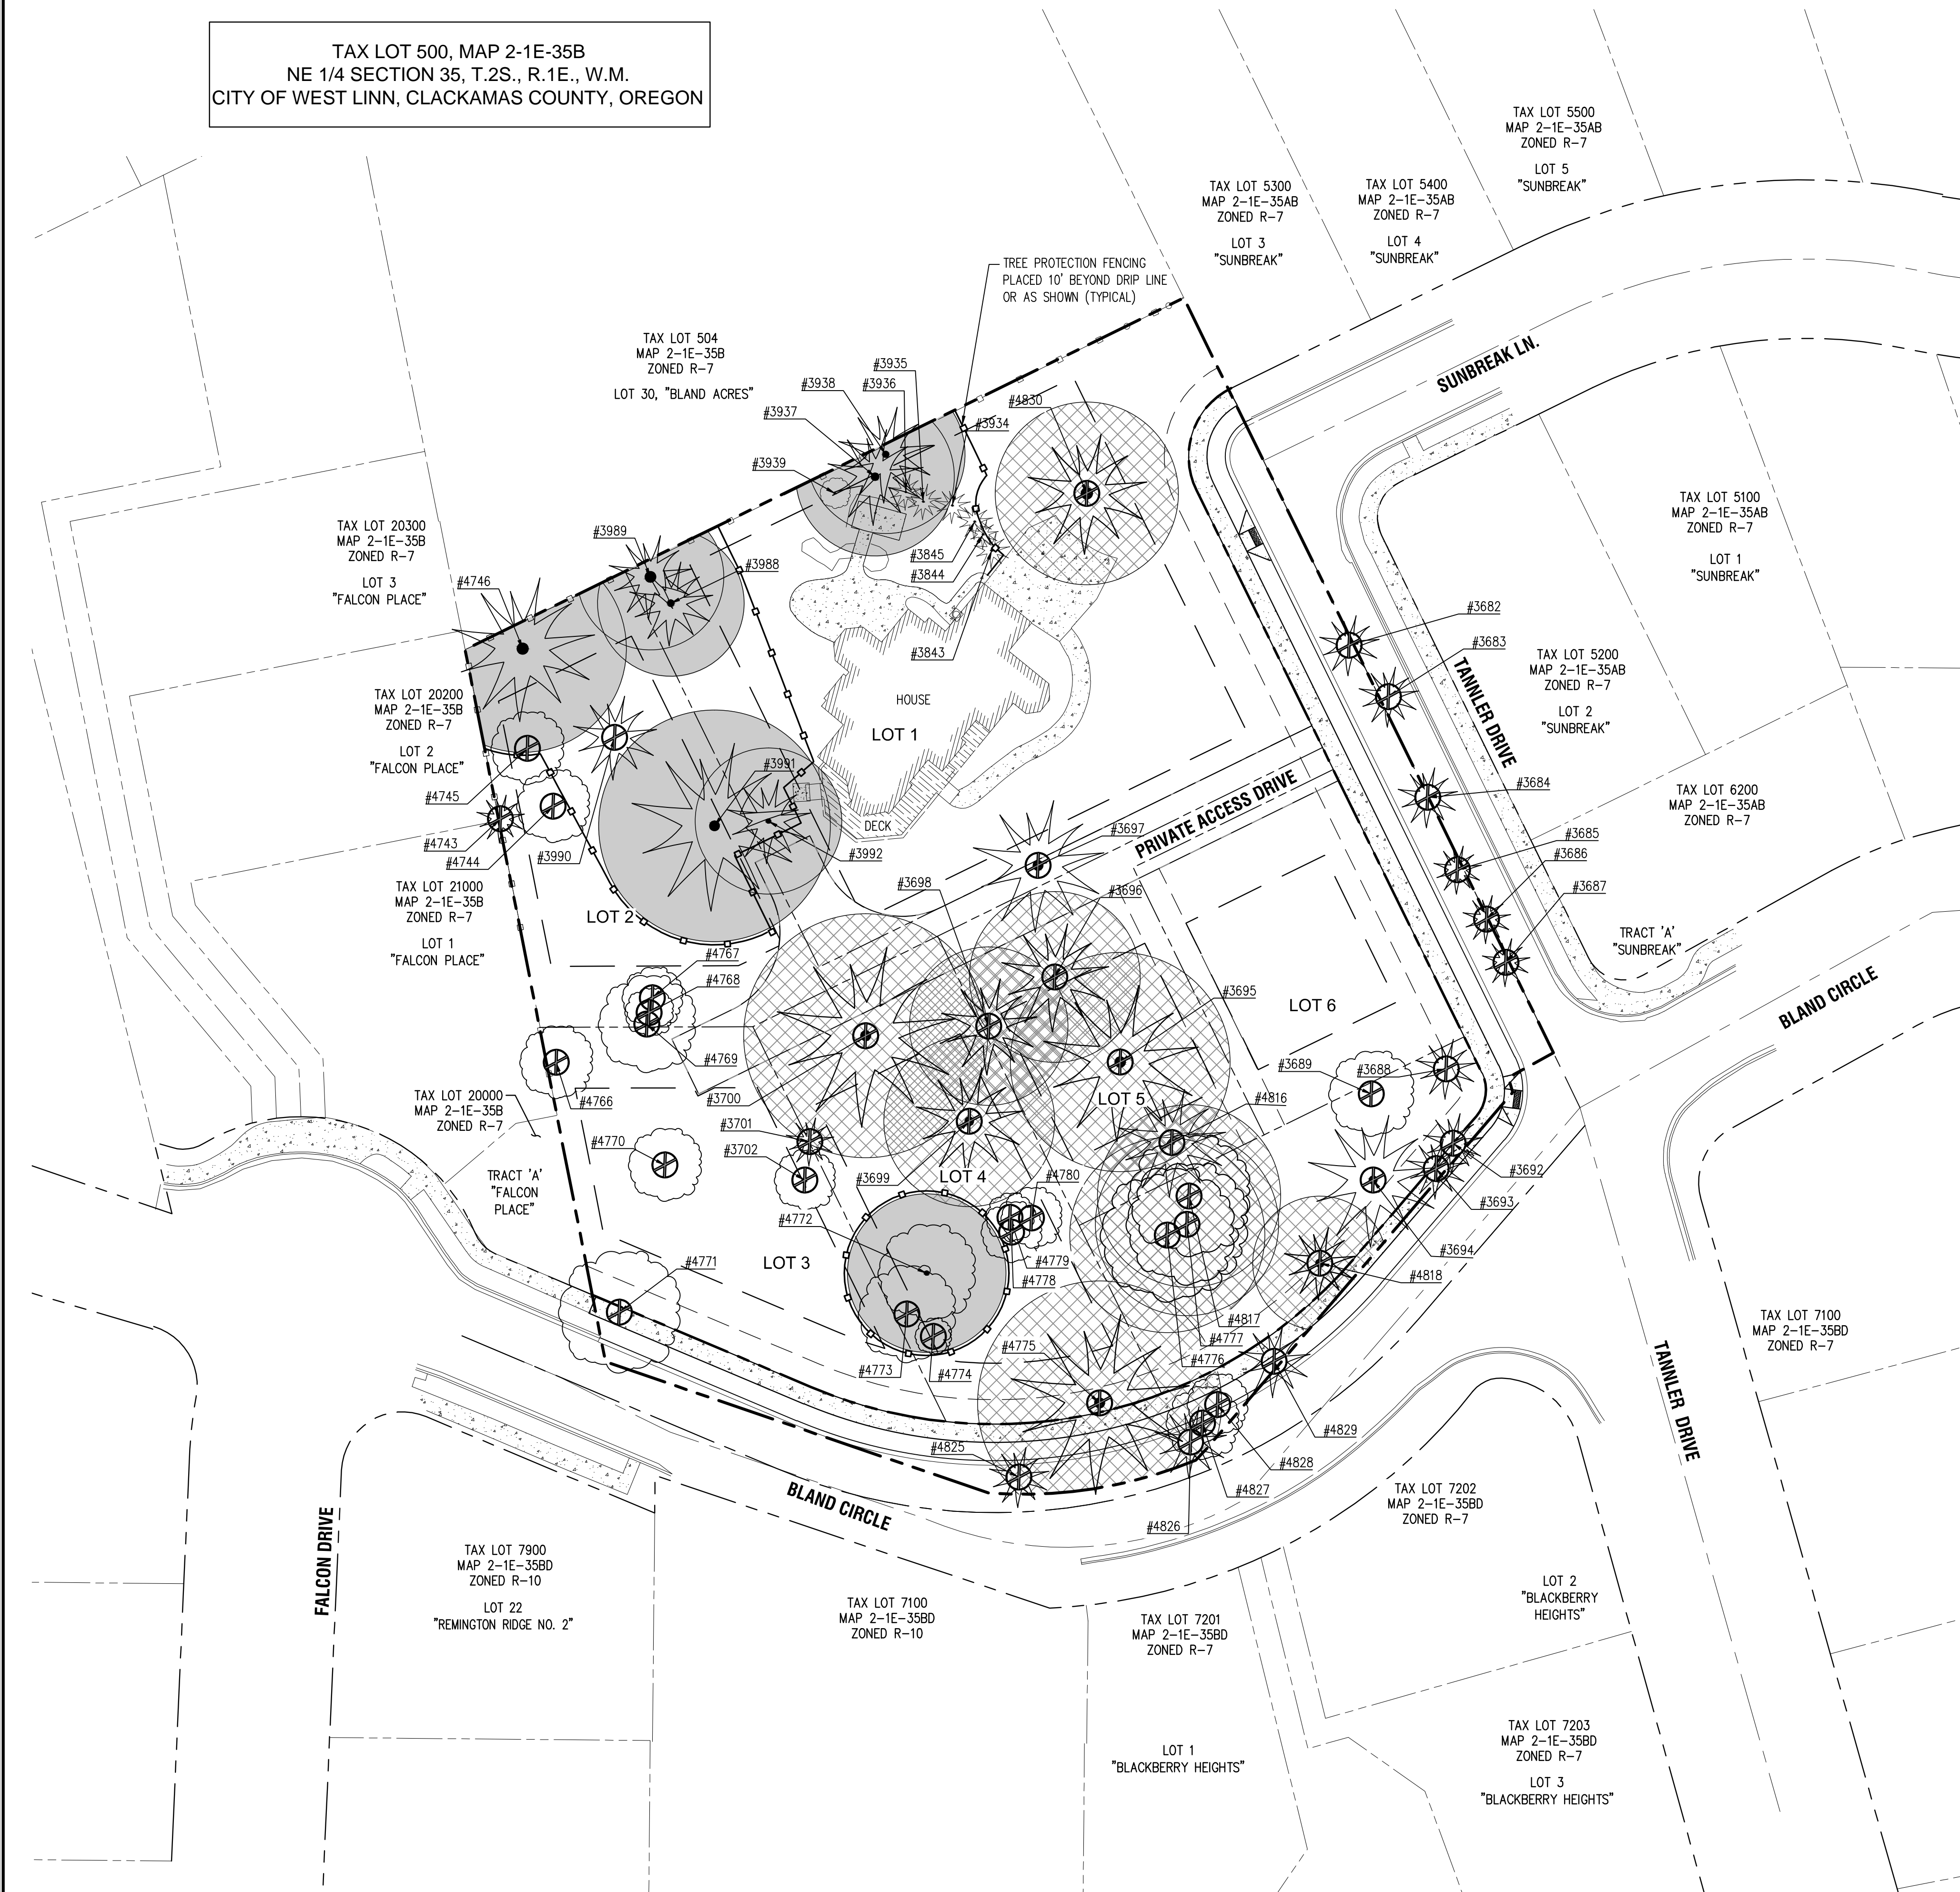 TAX LOT 500, MAP 2-1E-35B
NE 1/4 SECTION 35, T.2S., R.1E., W.M.
CITY OF WEST LINN, CLACKAMAS COUNTY, OREGON
TAX LOT 5500
MAP 2-1E-35AB
ZONED R-7
LOT 5
"SUNBREAK"
TAX LOT 5400
MAP 2-1E-35AB
ZONED R-7
LOT 4
"SUNBREAK"
TAX LOT 5300
MAP 2-1E-35AB
ZONED R-7
LOT 3
"SUNBREAK"
TREE PROTECTION FENCING
PLACED 10' BEYOND DRIP LINE
OR AS SHOWN (TYPICAL)
TAX LOT 504
MAP 2-1E-35B
ZONED R-7
LOT 30, "BLAND ACRES"
SUNBREAK LN.
#3935
#3938
#3936
#3937
#4830
#3934
#3939
TAX LOT 5100
MAP 2-1E-35AB
ZONED R-7
LOT 1
"SUNBREAK"
TAX LOT 20300
MAP 2-1E-35B
ZONED R-7
LOT 3
"FALCON PLACE"
#3989
#3988
#3845
#3844
#4746
#3843
#3682
#3683
TAX LOT 5200
MAP 2-1E-35AB
ZONED R-7
LOT 2
"SUNBREAK"
TANNLER DRIVE
TAX LOT 20200
MAP 2-1E-35B
ZONED R-7
LOT 2
"FALCON PLACE"
HOUSE
LOT 1
#3991
#4745
#3684
TAX LOT 6200
MAP 2-1E-35AB
ZONED R-7
PRIVATE ACCESS DRIVE
DECK
#4743
#4744
#3990
#3992
#3697
#3685
#3686
#3687
#3698
#3696
TAX LOT 21000
MAP 2-1E-35B
ZONED R-7
LOT 1
"FALCON PLACE"
LOT 2
TRACT 'A'
"SUNBREAK"
BLAND CIRCLE
#4767
#4768
#3695
LOT 6
#4769
#3689
#3688
#4766
#3700
LOT 5
#4816
TAX LOT 20000
MAP 2-1E-35B
ZONED R-7
#4770
#3701
#3702
#3692
TRACT 'A'
"FALCON
PLACE"
#3699
LOT 4
#4780
#3693
#4772
#3694
#4771
LOT 3
#4779
#4778
#4818
#4817
#4777
#4776
#4775
#4773
#4774
TAX LOT 7100
MAP 2-1E-35BD
ZONED R-7
TANNLER DRIVE
#4829
#4825
#4828
#4827
#4826
BLAND CIRCLE
TAX LOT 7202
MAP 2-1E-35BD
ZONED R-7
FALCON DRIVE
TAX LOT 7900
MAP 2-1E-35BD
ZONED R-10
LOT 22
"REMINGTON RIDGE NO. 2"
TAX LOT 7100
MAP 2-1E-35BD
ZONED R-10
TAX LOT 7201
MAP 2-1E-35BD
ZONED R-7
LOT 2
"BLACKBERRY
HEIGHTS"
LOT 1
"BLACKBERRY HEIGHTS"
TAX LOT 7203
MAP 2-1E-35BD
ZONED R-7
LOT 3
"BLACKBERRY HEIGHTS"